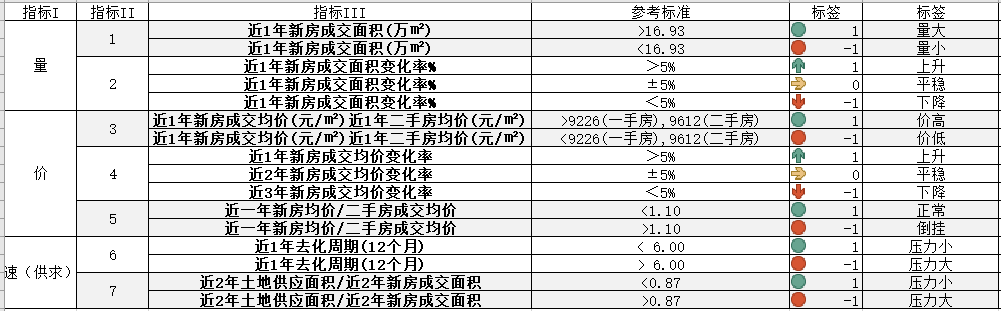 指标I 指标II 指标III 参考标准 标签 标签
量 1 近1年新房成交面积(万㎡) >16.93 1 量大
近1年新房成交面积(万㎡) <16.93 -1 量小
2 近1年新房成交面积变化率% ＞5% 1 上升
近1年新房成交面积变化率% ±5% 0 平稳
近1年新房成交面积变化率% ＜5% -1 下降
价 3 近1年新房成交均价(元/㎡)近1年二手房均价(元/㎡) >9226(一手房),9612(二手房) 1 价高
近1年新房成交均价(元/㎡)近1年二手房均价(元/㎡) <9226(一手房),9612(二手房) -1 价低
4 近1年新房成交均价变化率 ＞5% 1 上升
近2年新房成交均价变化率 ±5% 0 平稳
近3年新房成交均价变化率 ＜5% -1 下降
5 近一年新房均价/二手房成交均价 <1.10 1 正常
近一年新房均价/二手房成交均价 >1.10 -1 倒挂
速（供求） 6 近1年去化周期(12个月) < 6.00 1 压力小
近1年去化周期(12个月) > 6.00 -1 压力大
7 近2年土地供应面积/近2年新房成交面积 <0.87 1 压力小
近2年土地供应面积/近2年新房成交面积 >0.87 -1 压力大